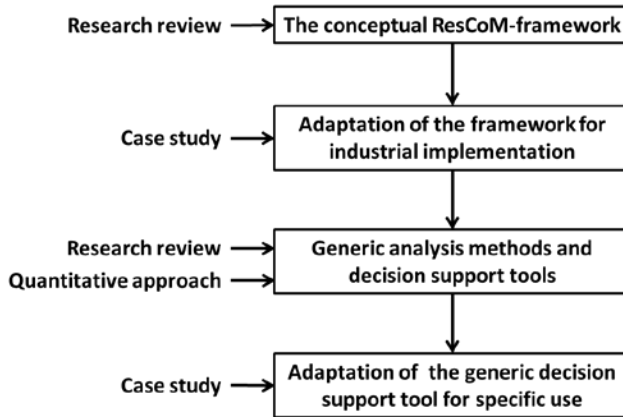 Research review
The conceptual ResCoM-framework
Case study
Adaptation of the framework for
industrial implementation
Research review
Quantitative approach
Generic analysis methods and
decision support tools
Case study
Adaptation of the generic decision
support tool for specific use